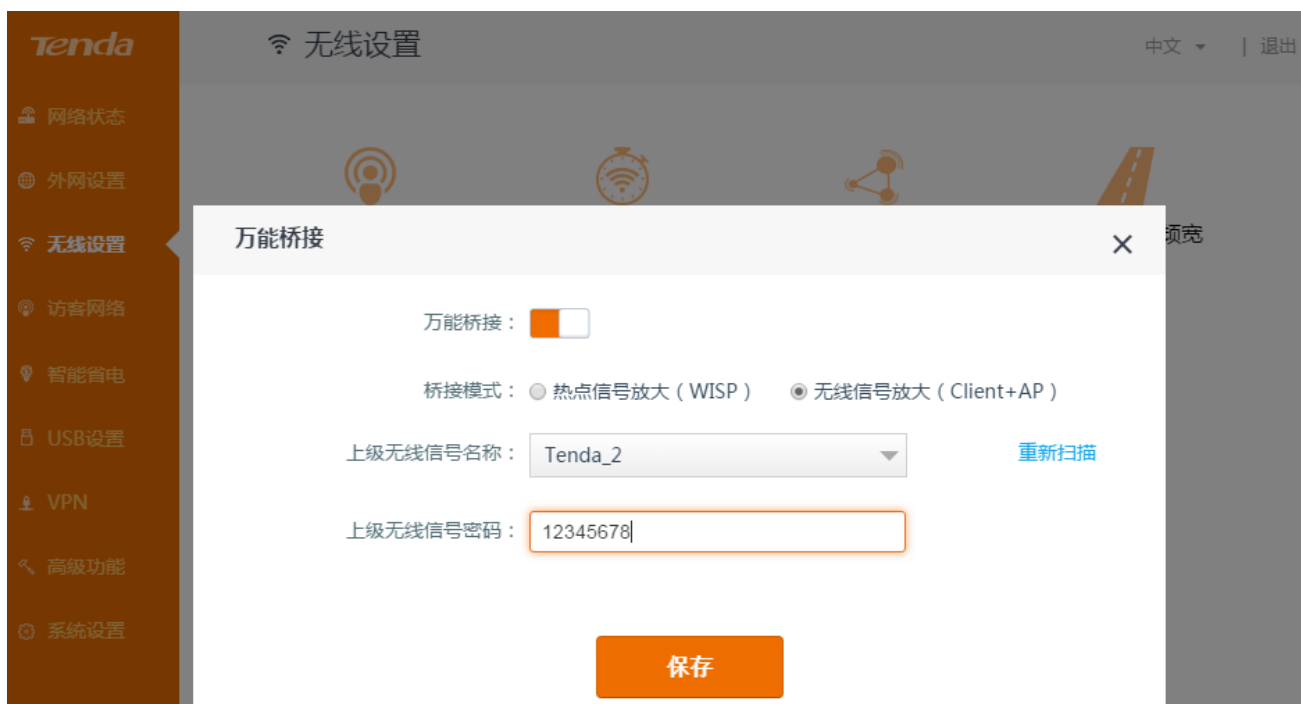 Tenda
无线设置
中文 | 退出
网络状态
外网设置
无线设置
访客网络
智能省电
USB设置
VPN
高级功能
系统设置
频宽
万能桥接
万能桥接：
桥接模式： 热点信号放大（WISP） 无线信号放大（Client+AP）
上级无线信号名称： Tenda_2 重新扫描
上级无线信号密码： 12345678
保存